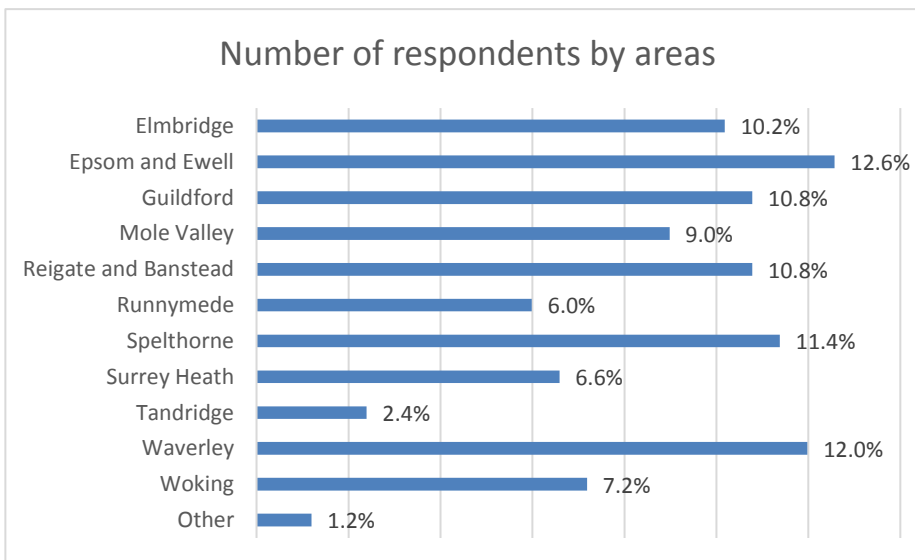 Number of respondents by areas
Elmbridge 10.2%
Epsom and Ewell 12.6%
Guildford 10.8%
Mole Valley 9.0%
Reigate and Banstead 10.8%
Runnymede 6.0%
Spelthorne 11.4%
Surrey Heath 6.6%
Tandridge 2.4%
Waverley 12.0%
Woking 7.2%
Other 1.2%